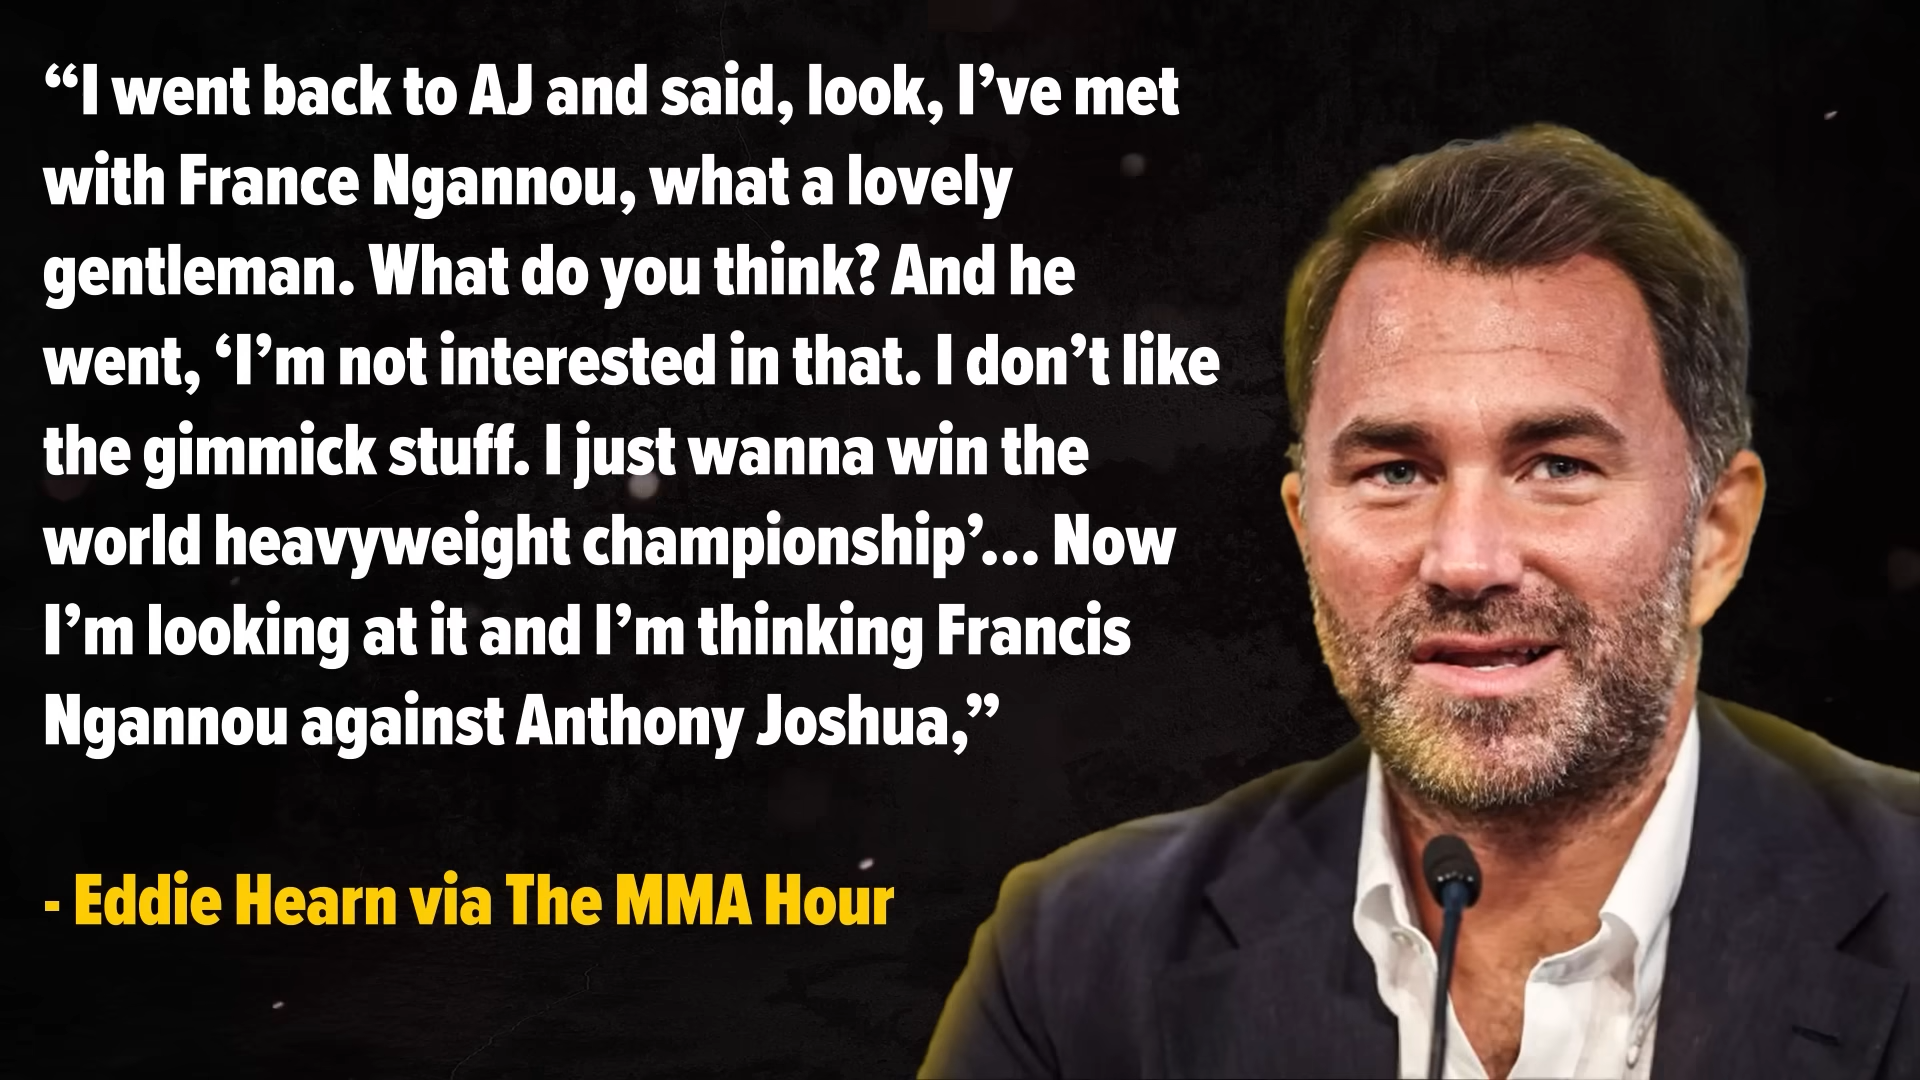 “I went back to AJ and said, look, I’ve met
with France Ngannou, what a lovely
gentleman. What do you think? And he
went, ‘I’m not interested in that. I don’t like
the gimmick stuff. I just wanna win the
world heavyweight championship’... Now
I’m looking at it and I’m thinking Francis
Ngannou against Anthony Joshua,”
- Eddie Hearn via The MMA Hour